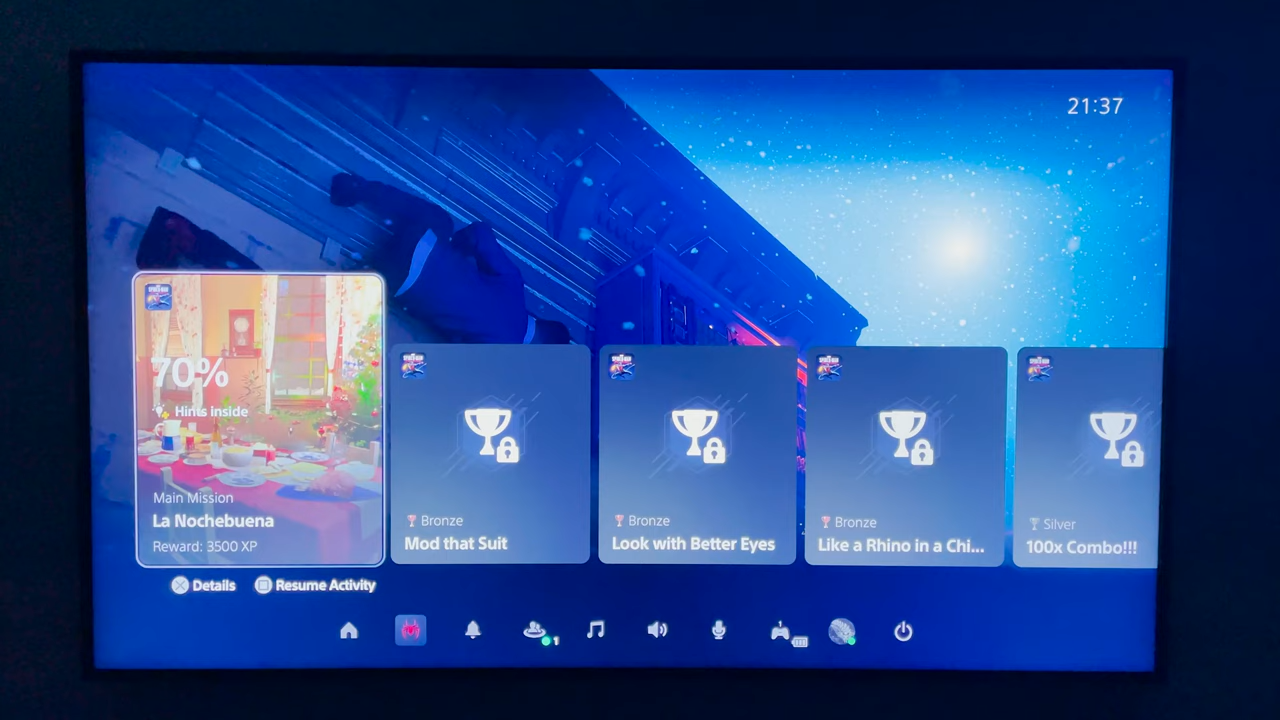 21:37
70%
Hints inside
Main Mission
La Nochebuena
Reward: 3500 XP
Bronze
Mod that Suit
Bronze
Look with Better Eyes
Bronze
Like a Rhino in a Chi...
Silver
100x Combo!!!
Details
Resume Activity
1